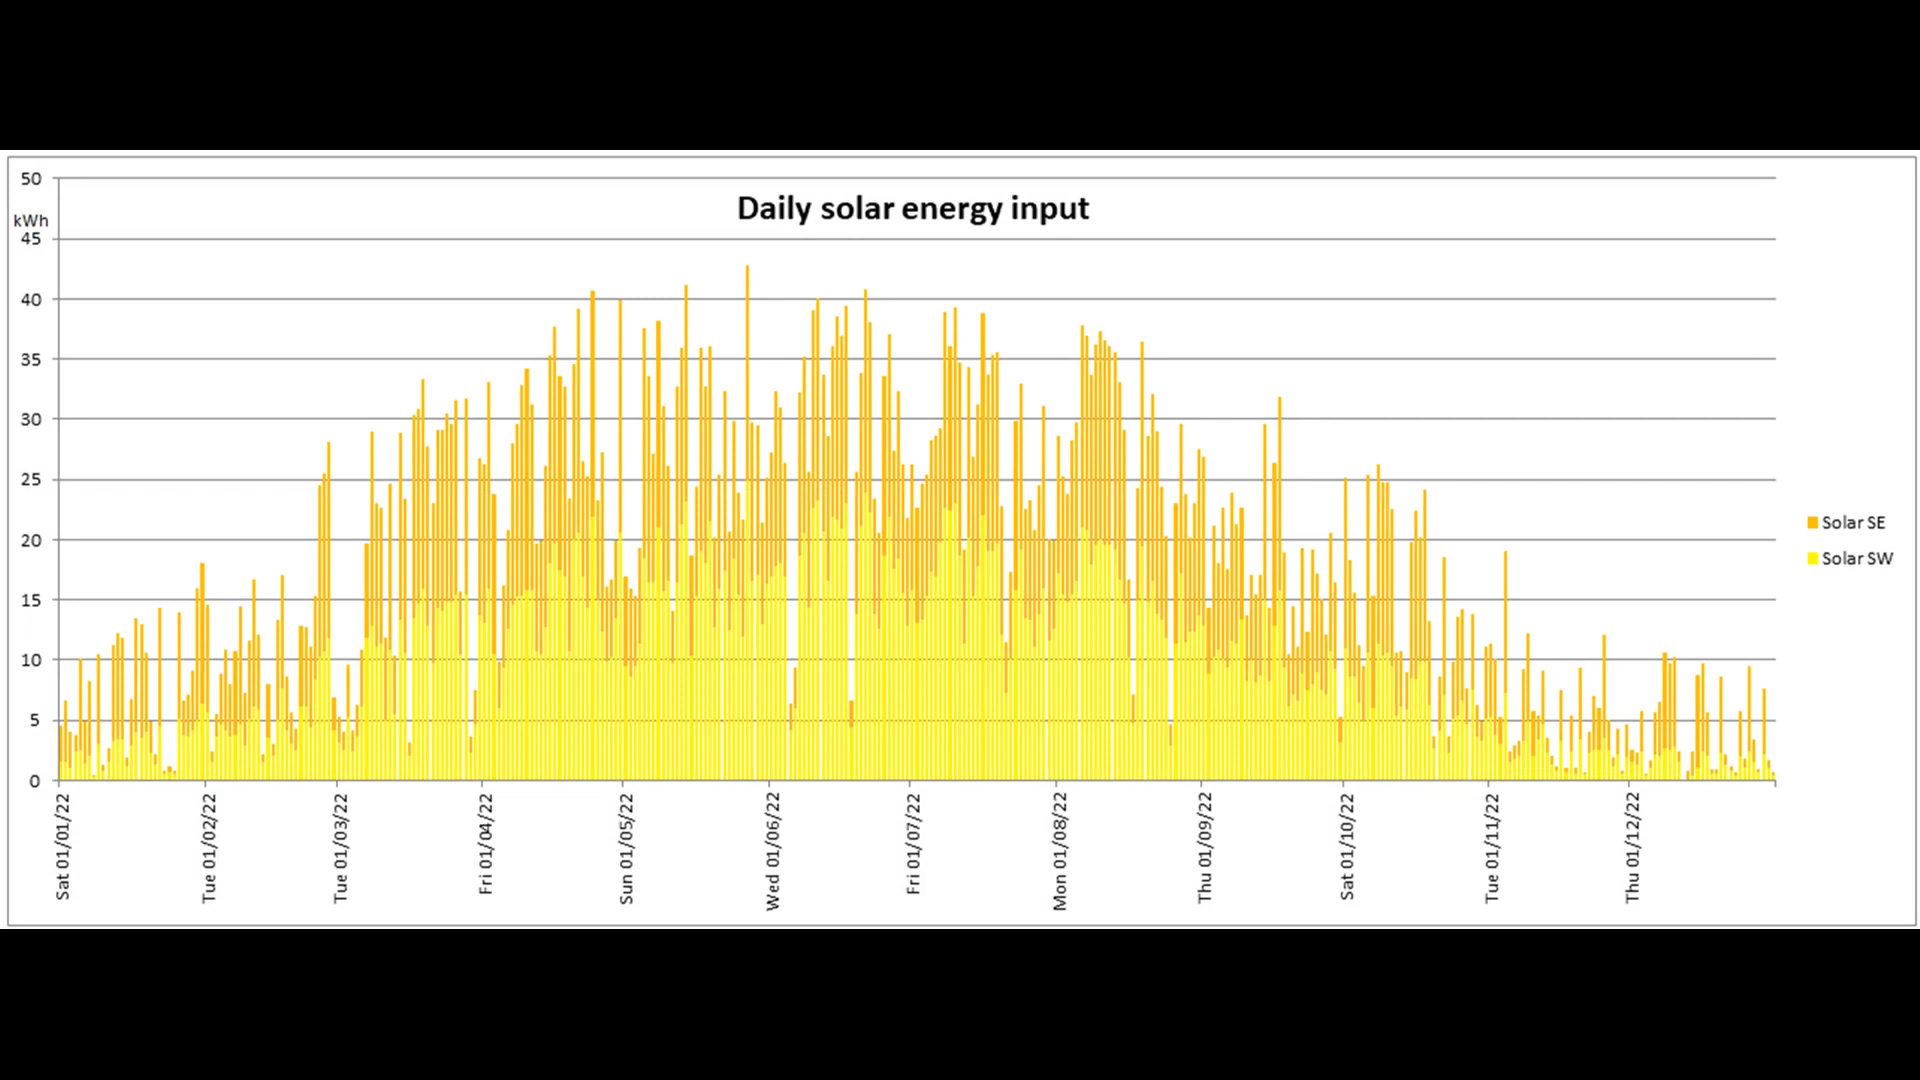 Daily solar energy input
50
kWh
45
40
35
30
25
20
15
10
5
0
Solar SE
Solar SW
Sat 01/01/22
Tue 01/02/22
Tue 01/03/22
Fri 01/04/22
Sun 01/05/22
Wed 01/06/22
Fri 01/07/22
Mon 01/08/22
Thu 01/09/22
Sat 01/10/22
Tue 01/11/22
Thu 01/12/22